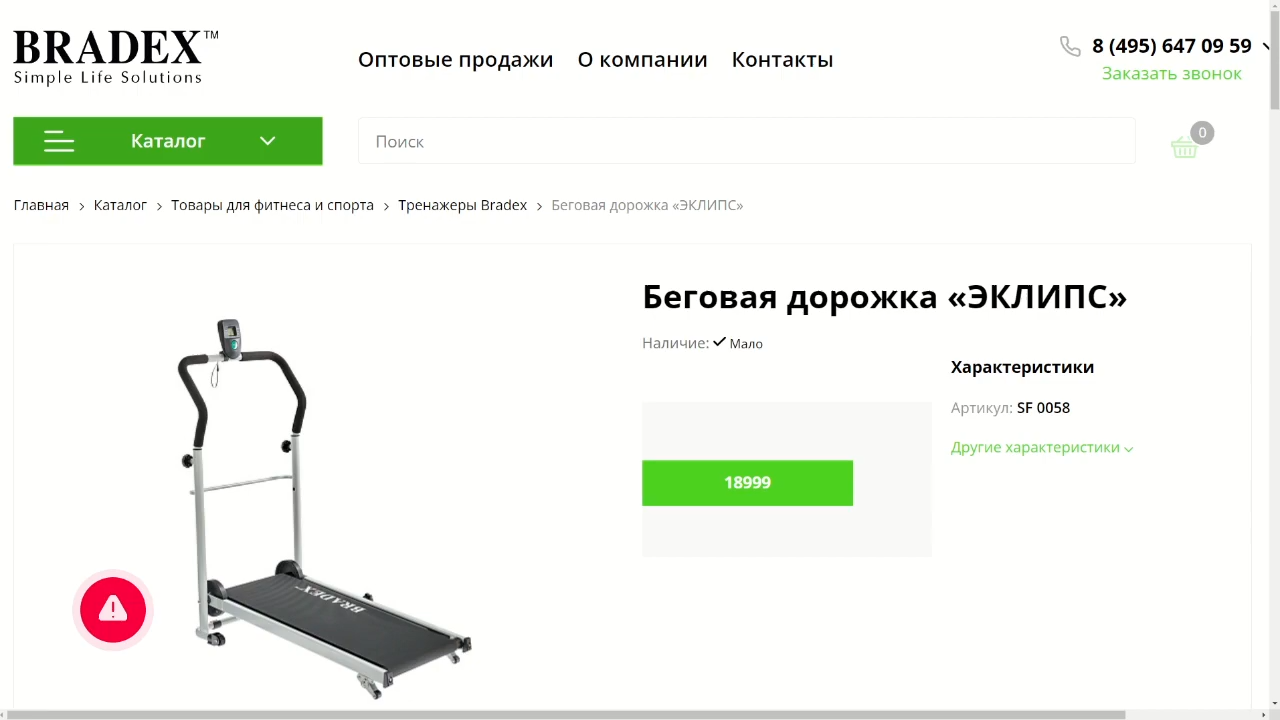 BRADEX™
Simple Life Solutions
Оптовые продажи О компании Контакты
8 (495) 647 09 59
Заказать звонок
Каталог
Поиск
0
Главная > Каталог > Товары для фитнеса и спорта > Тренажеры Bradex > Беговая дорожка «ЭКЛИПС»
Беговая дорожка «ЭКЛИПС»
Наличие: Мало
Характеристики
Артикул: SF 0058
Другие характеристики
18999
BRADEX™